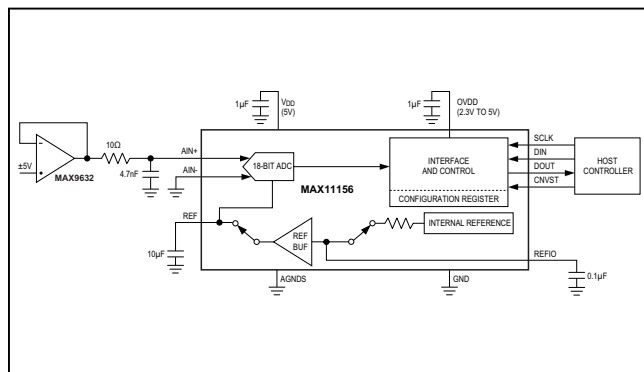 1µF
VDD
(5V)
1µF
OVDD
(2.3V TO 5V)
10Ω
AIN+
AIN-
±5V
-
+
MAX9632
4.7nF
18-BIT ADC
MAX11156
INTERFACE
AND CONTROL
CONFIGURATION REGISTER
SCLK
DIN
DOUT
CNVST
HOST
CONTROLLER
REF
10µF
REF
BUF
INTERNAL REFERENCE
REFIO
0.1µF
AGNDS
GND